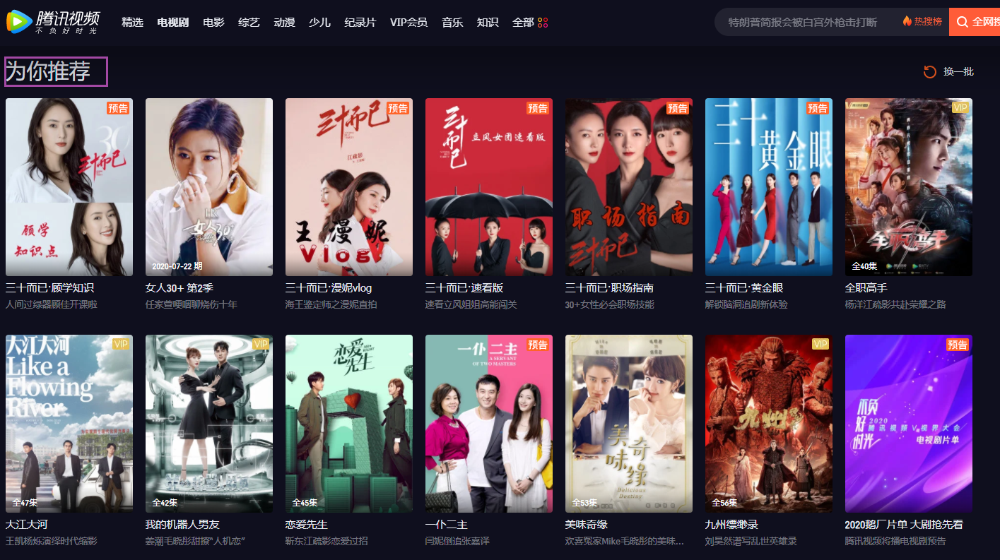 腾讯视频
不负好时光
精选 电视剧 电影 综艺 动漫 少儿 纪录片 VIP会员 音乐 知识 全部
特朗普简报会被白宫外枪击打断 热搜榜 全网搜
为你推荐
换一批
预告
30
三十而已
顾学
知识点
三十而已·顾学知识
人间过绿器顾佳开课啦
女人30+
2020-07-22 期
女人30+ 第2季
任家萱哽咽聊烧伤十年
预告
三十而已
江疏影
王漫妮
Vlog
三十而已·漫妮vlog
海王鉴定师之漫妮直拍
预告
三十而已
立风女团速看版
三十而已·速看版
速看立风姐姐高能闯关
预告
职场指南
三十而已
三十而已·职场指南
30+女性必会职场技能
预告
三十
黄金眼
三十而已·黄金眼
解锁脑洞追剧新体验
VIP
全职高手
全40集
全职高手
杨洋江疏影共赴荣耀之路
VIP
大江大河
Like a
Flowing
River
全47集
大江大河
王凯杨烁演绎时代缩影
VIP
我的机器人男友
全42集
我的机器人男友
姜潮毛晓彤甜撩“人机恋”
恋爱先生
MR RIGHT
全45集
恋爱先生
靳东江疏影恋爱过招
预告
一仆二主
A SERVANT
OF TWO MASTERS
一仆二主
闫妮倒追张嘉译
美味奇缘
Delicious
Destiny
全53集
美味奇缘
欢喜冤家Mike毛晓彤的美味...
VIP
九州缥缈录
全56集
九州缥缈录
刘昊然谱写乱世英雄录
预告
不负好时光
2020
腾讯视频V视界大会
电视剧片单
2020鹅厂片单 大剧抢先看
腾讯视频将播电视剧预告